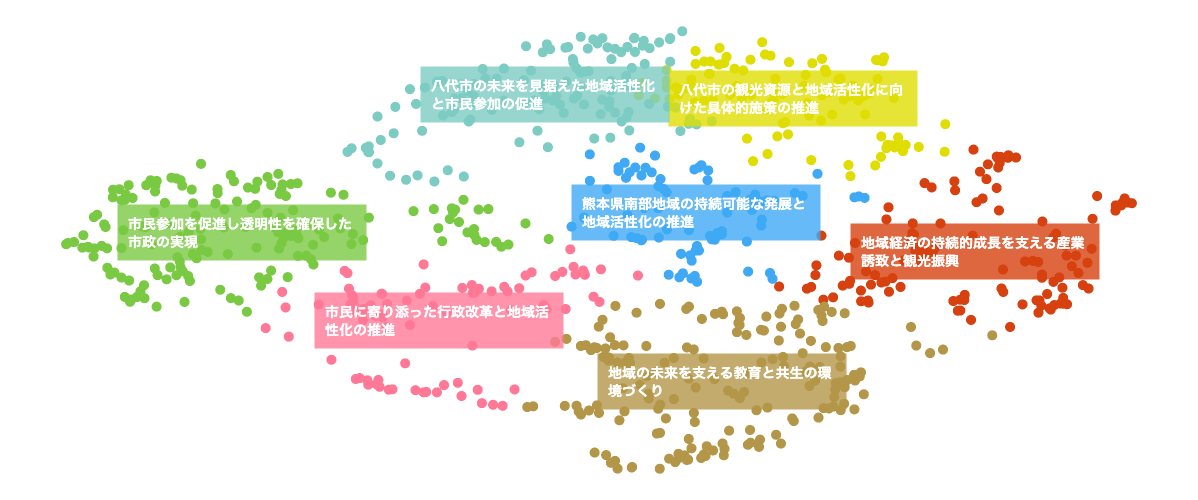 八代市の未来を見据えた地域活性化
と市民参加の促進
八代市の観光資源と地域活性化に向
けた具体的施策の推進
市民参加を促進し透明性を確保した
市政の実現
熊本県南部地域の持続可能な発展と
地域活性化の推進
地域経済の持続的成長を支える産業
誘致と観光振興
市民に寄り添った行政改革と地域活
性化の推進
地域の未来を支える教育と共生の環
境づくり